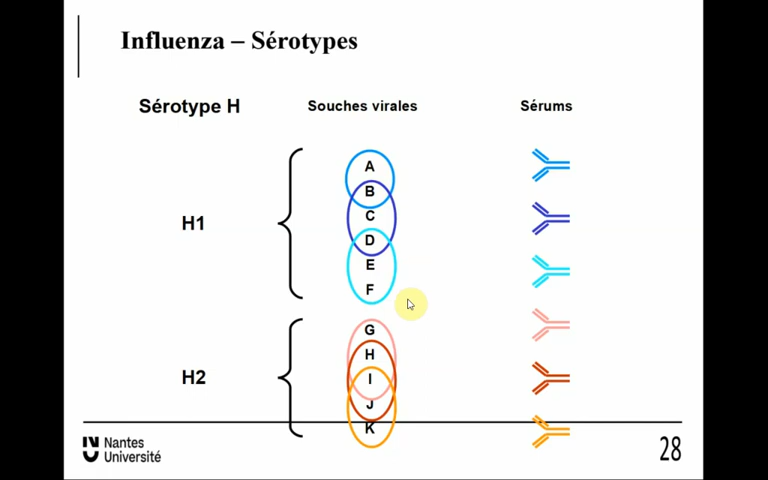 Influenza – Sérotypes
Sérotype H
Souches virales
Sérums
H1
A
B
C
D
E
F
H2
G
H
I
J
K
Nantes
Université
28